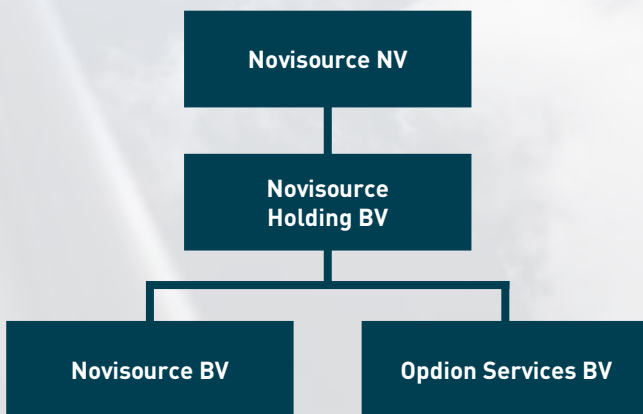 Novisource NV
Novisource
Holding BV
Novisource BV
Opdion Services BV